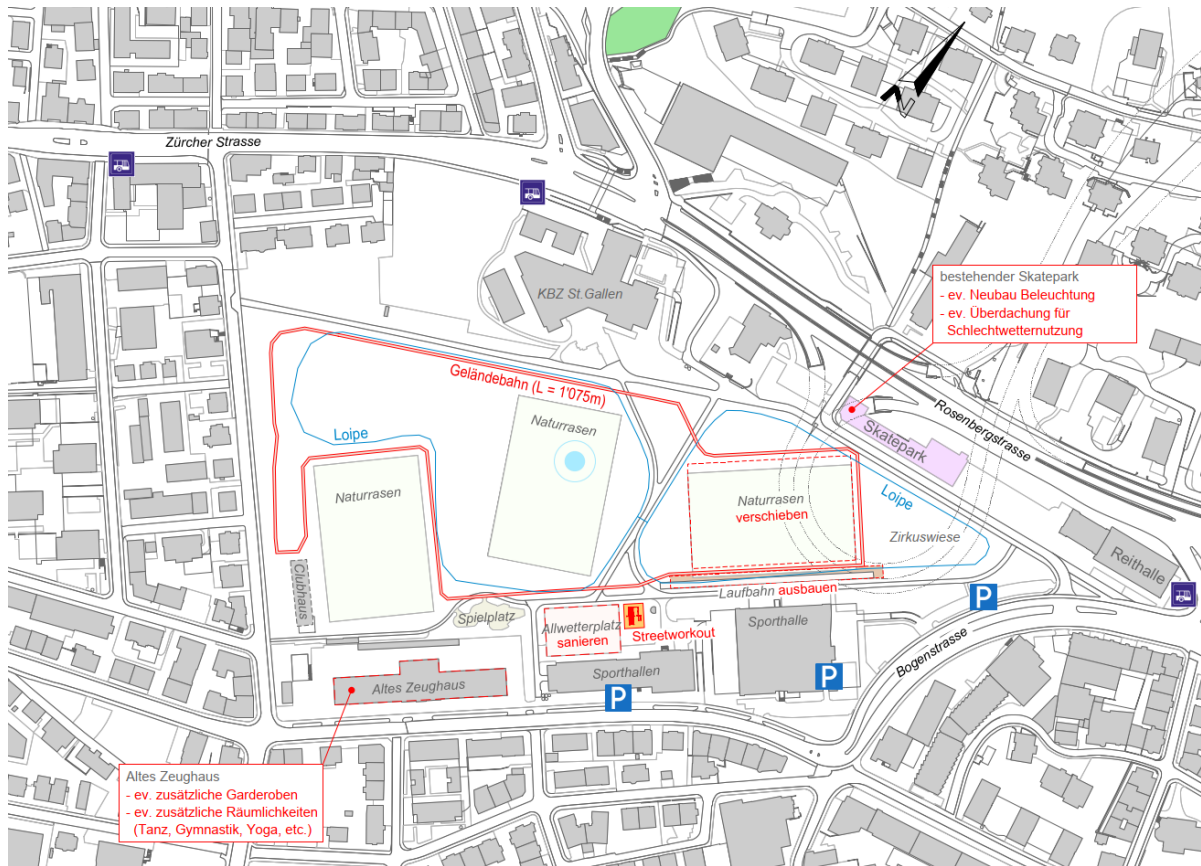 N
Zürcher Strasse
KBZ St.Gallen
bestehender Skatepark
- ev. Neubau Beleuchtung
- ev. Überdachung für
Schlechtwetternutzung
Geländebahn (L = 1'075m)
Rosenbergstrasse
Skatepark
Naturrasen
Loipe
Naturrasen
Naturrasen
verschieben
Loipe
Zirkuswiese
Reithalle
Clubhaus
Laufbahn ausbauen
P
Spielplatz
Allwetterplatz
sanieren
Streetworkout
Sporthalle
Bogenstrasse
Altes Zeughaus
Sporthallen
P
P
Altes Zeughaus
- ev. zusätzliche Garderoben
- ev. zusätzliche Räumlichkeiten
(Tanz, Gymnastik, Yoga, etc.)